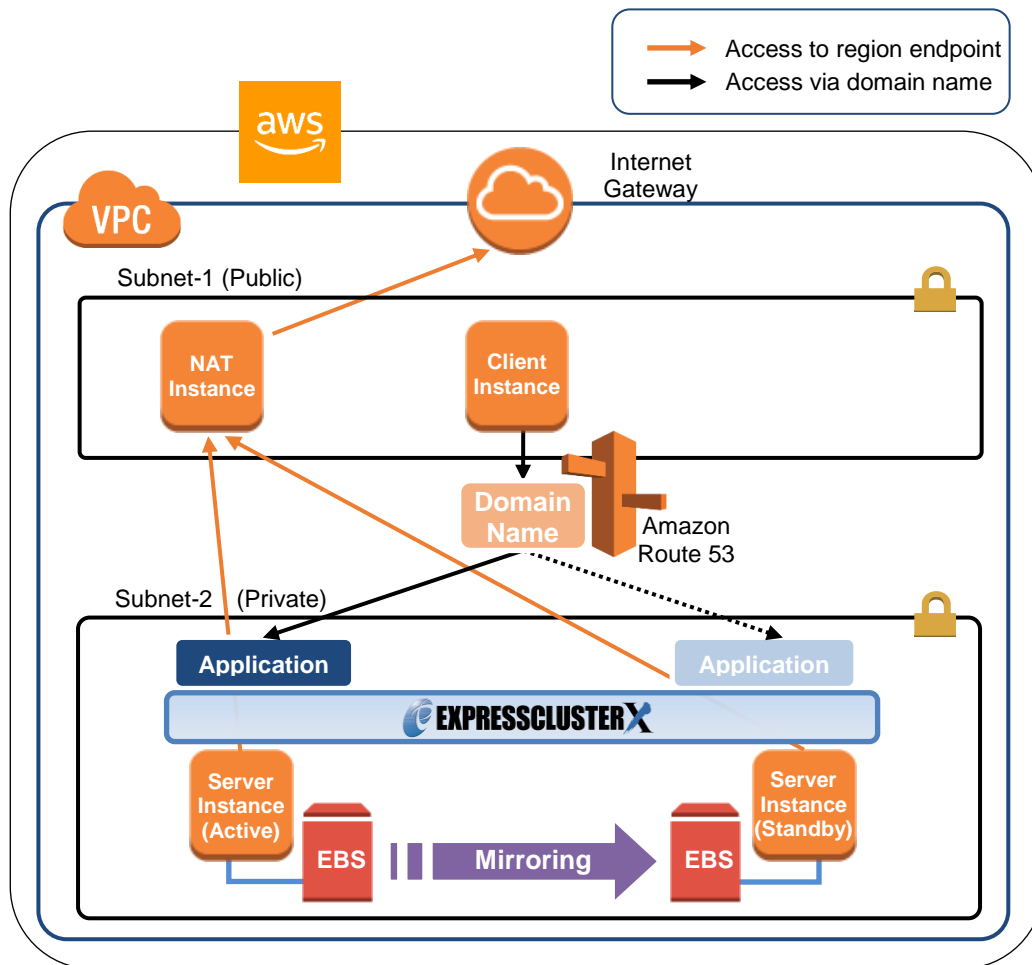 Access to region endpoint
Access via domain name
aws
Internet
Gateway
VPC
Subnet-1 (Public)
NAT
Instance
Client
Instance
Domain
Name
Amazon
Route 53
Subnet-2 (Private)
Application
Application
EXPRESSCLUSTER X
Server
Instance
(Active)
EBS
Mirroring
EBS
Server
Instance
(Standby)